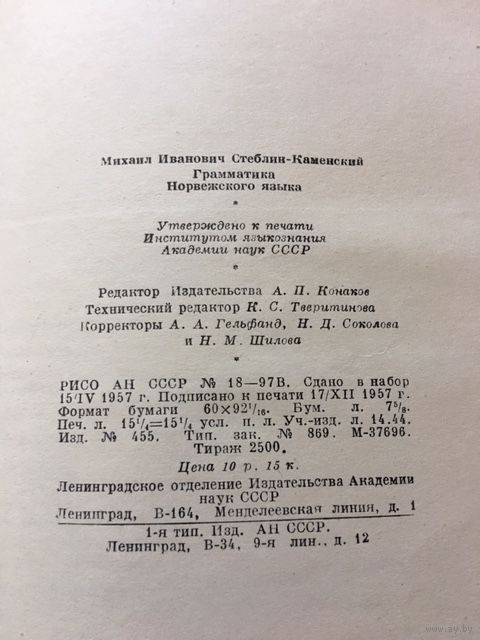 Михаил Иванович Стеблин-Каменский
Грамматика
Норвежского языка
*
Утверждено к печати
Институтом языкознания
Академии наук СССР
*
Редактор Издательства А. П. Конаков
Технический редактор К. С. Тверитинова
Корректоры А. А. Гельфанд, Н. Д. Соколова
и Н. М. Шилова
*
РИСО АН СССР № 18—97В. Сдано в набор
15/IV 1957 г. Подписано к печати 17/XII 1957 г.
Формат бумаги 60×92¹/₁₆. Бум. л. 7⁵/₈.
Печ. л. 15¹/₄=15¹/₄ усл. п. л. Уч.-изд. л. 14.44.
Изд. № 455. Тип. зак. № 869. М-37696.
Тираж 2500.
Цена 10 р. 15 к.
Ленинградское отделение Издательства Академии
наук СССР
Ленинград, В-164, Менделеевская линия, д. 1
1-я тип. Изд. АН СССР.
Ленинград, В-34, 9-я лин., д. 12
www.ay.by